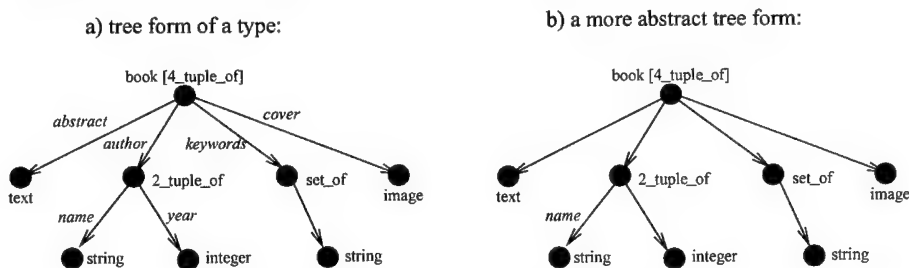 a) tree form of a type:
book [4_tuple_of]
abstract
author
keywords
cover
text
2_tuple_of
set_of
image
name
year
string
integer
string
b) a more abstract tree form:
book [4_tuple_of]
text
2_tuple_of
set_of
image
name
string
integer
string